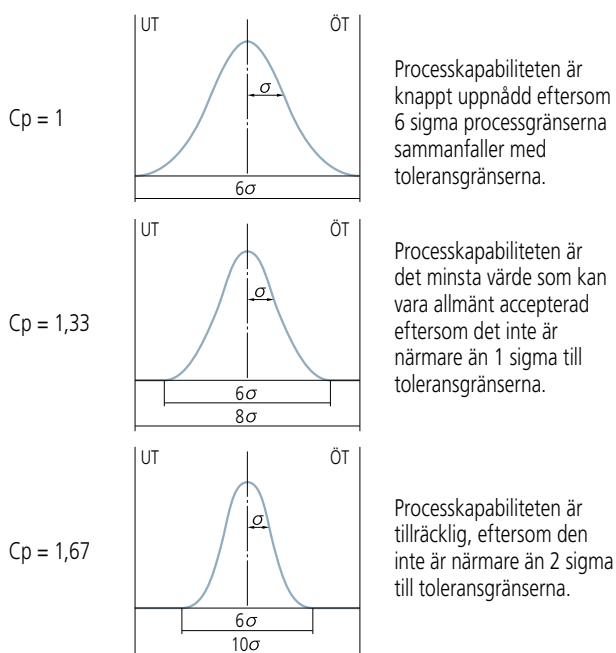 UT
ÖT
Cp = 1
σ
6σ
Processkapabiliteten är
knappt uppnådd eftersom
6 sigma processgränserna
sammanfaller med
toleransgränserna.
UT
ÖT
Cp = 1,33
σ
6σ
8σ
Processkapabiliteten är
det minsta värde som kan
vara allmänt accepterad
eftersom det inte är
närmare än 1 sigma till
toleransgränserna.
UT
ÖT
Cp = 1,67
σ
6σ
10σ
Processkapabiliteten är
tillräcklig, eftersom den
inte är närmare än 2 sigma
till toleransgränserna.